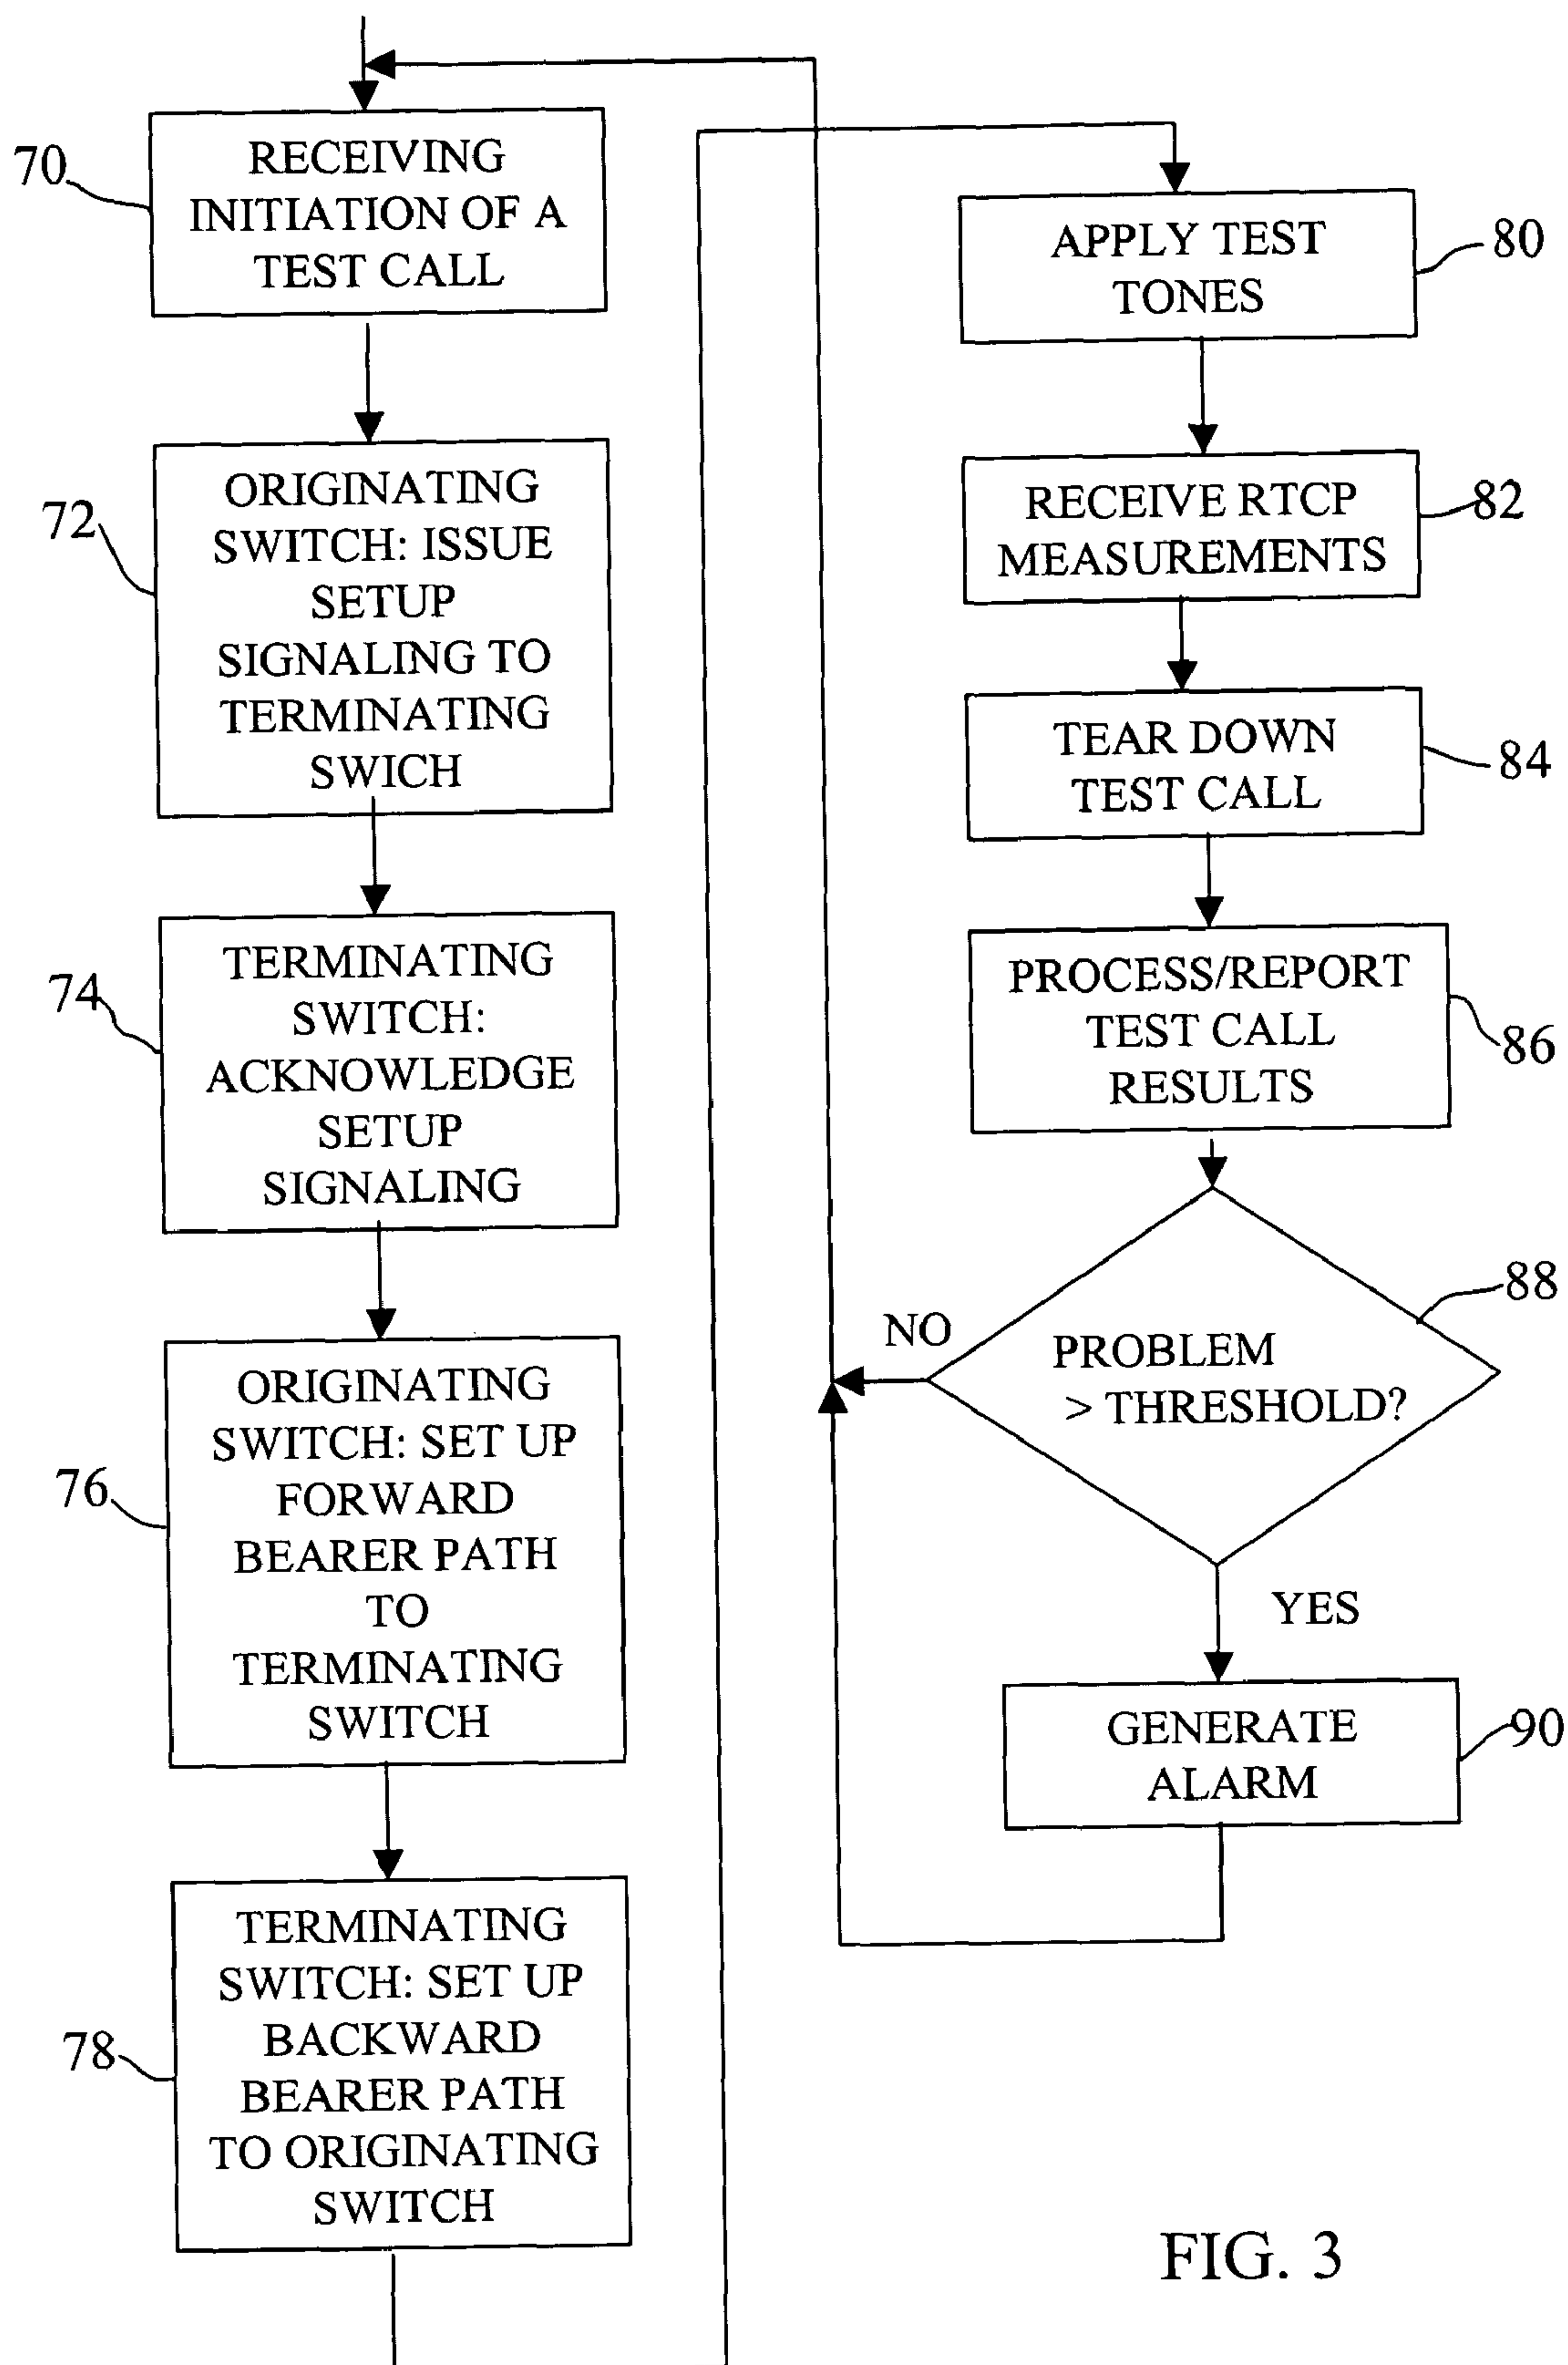 70
RECEIVING
INITIATION OF A
TEST CALL
72
ORIGINATING
SWITCH: ISSUE
SETUP
SIGNALING TO
TERMINATING
SWICH
74
TERMINATING
SWITCH:
ACKNOWLEDGE
SETUP
SIGNALING
76
ORIGINATING
SWITCH: SET UP
FORWARD
BEARER PATH
TO
TERMINATING
SWITCH
78
TERMINATING
SWITCH: SET UP
BACKWARD
BEARER PATH
TO ORIGINATING
SWITCH
APPLY TEST
TONES
80
RECEIVE RTCP
MEASUREMENTS
82
TEAR DOWN
TEST CALL
84
PROCESS/REPORT
TEST CALL
RESULTS
86
PROBLEM
> THRESHOLD?
88
NO
YES
GENERATE
ALARM
90
FIG. 3